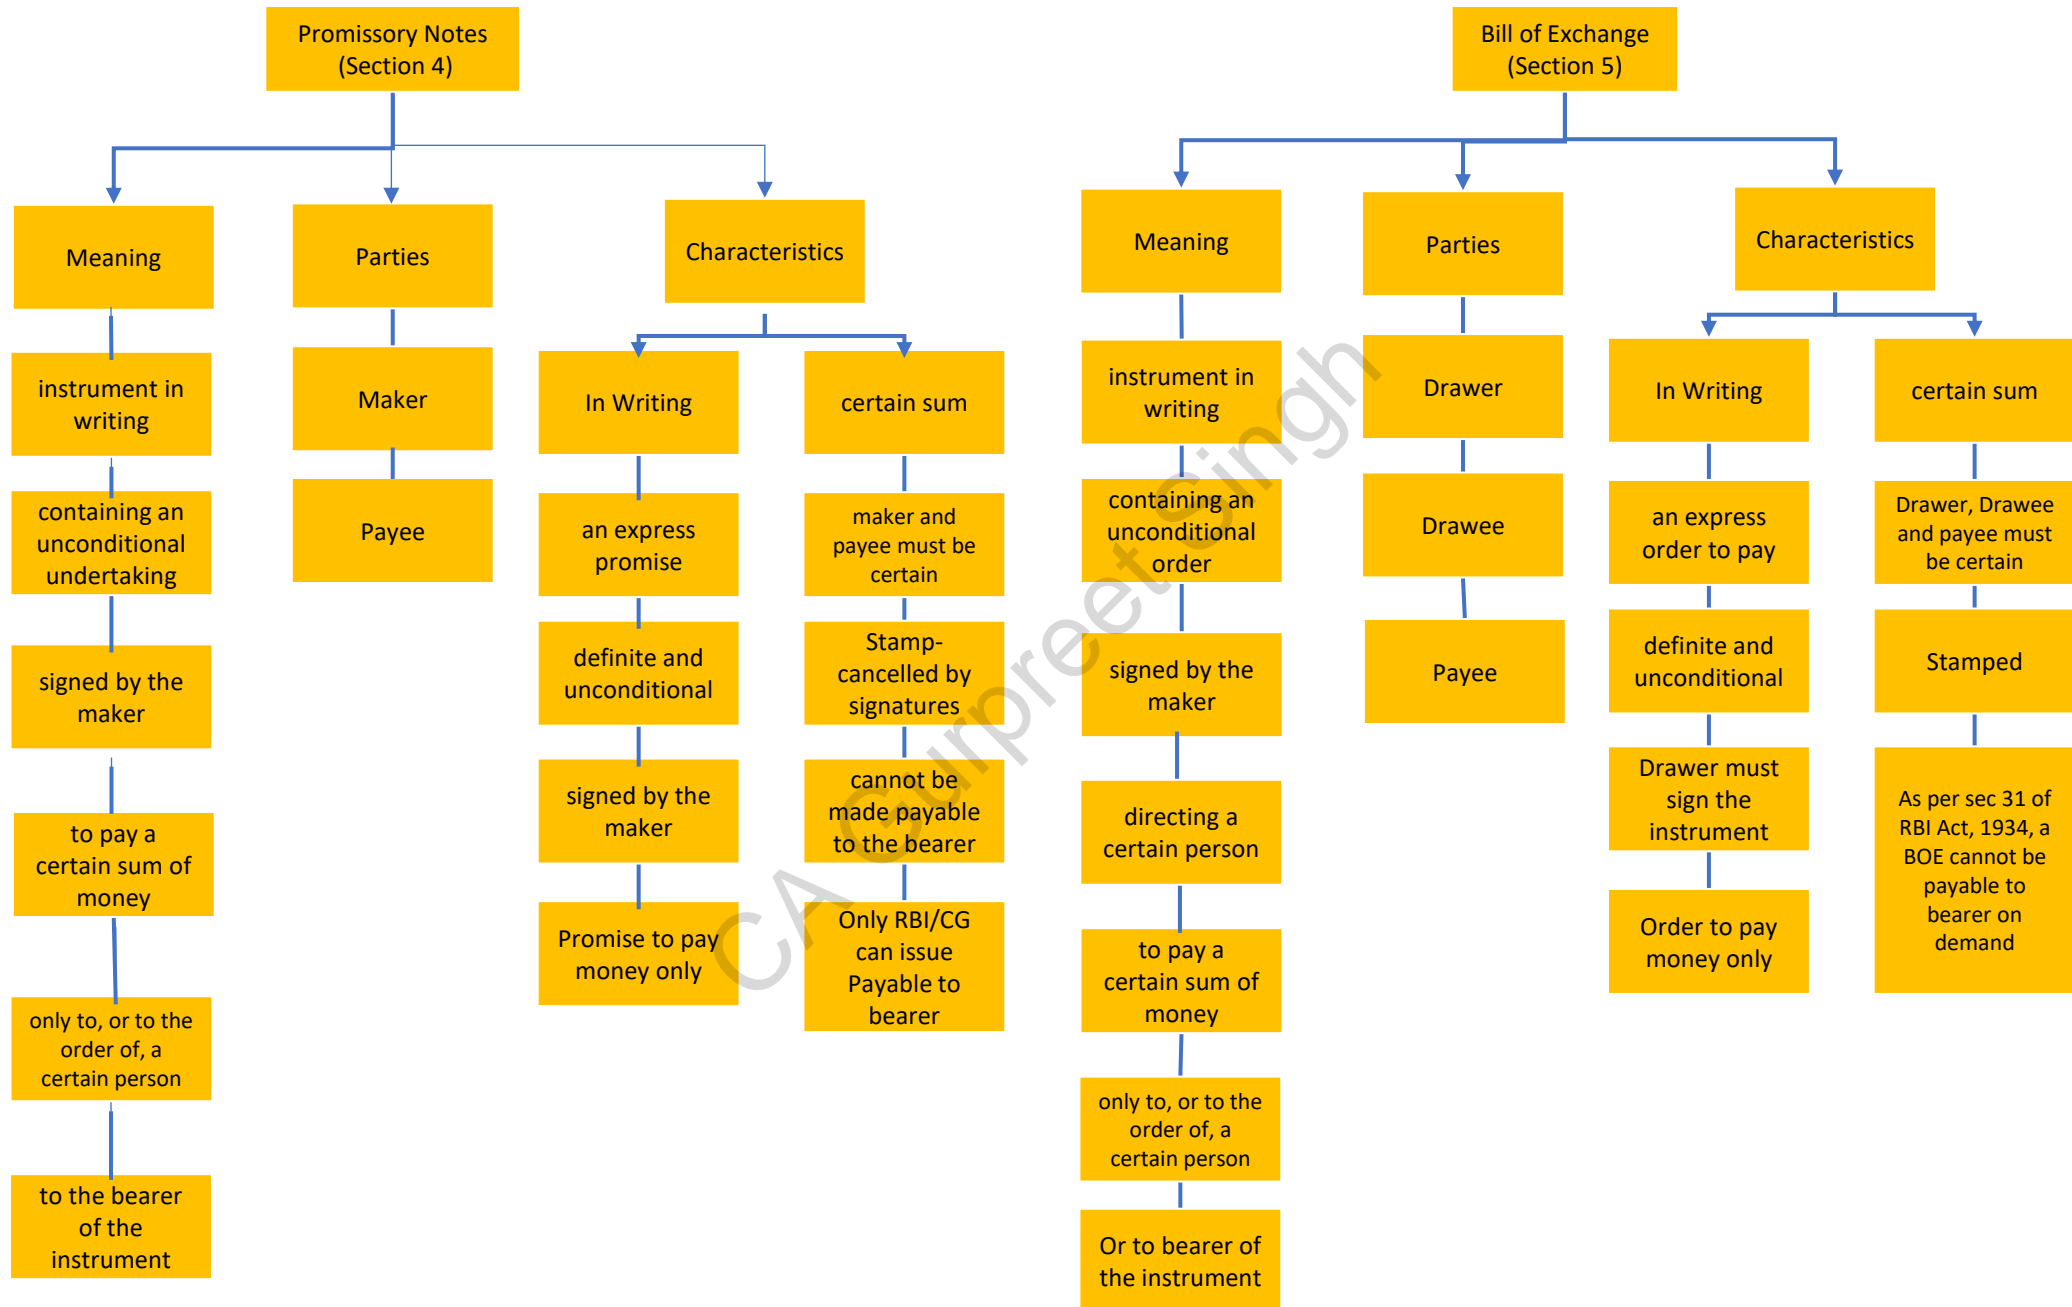 Promissory Notes
(Section 4)
Meaning
instrument in
writing
containing an
unconditional
undertaking
signed by the
maker
to pay a
certain sum of
money
only to, or to the
order of, a
certain person
to the bearer
of the
instrument
Parties
Maker
Payee
Characteristics
In Writing
an express
promise
definite and
unconditional
signed by the
maker
Promise to pay
money only
certain sum
maker and
payee must be
certain
Stamp-
cancelled by
signatures
cannot be
made payable
to the bearer
Only RBI/CG
can issue
Payable to
bearer
Bill of Exchange
(Section 5)
Meaning
instrument in
writing
containing an
unconditional
order
signed by the
maker
directing a
certain person
to pay a
certain sum of
money
only to, or to the
order of, a
certain person
Or to bearer of
the instrument
Parties
Drawer
Drawee
Payee
Characteristics
In Writing
an express
order to pay
definite and
unconditional
Drawer must
sign the
instrument
Order to pay
money only
certain sum
Drawer, Drawee
and payee must
be certain
Stamped
As per sec 31 of
RBI Act, 1934, a
BOE cannot be
payable to
bearer on
demand
CA Gurpreet Singh